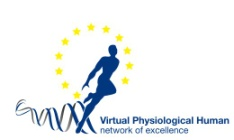 Virtual Physiological Human
network of excellence